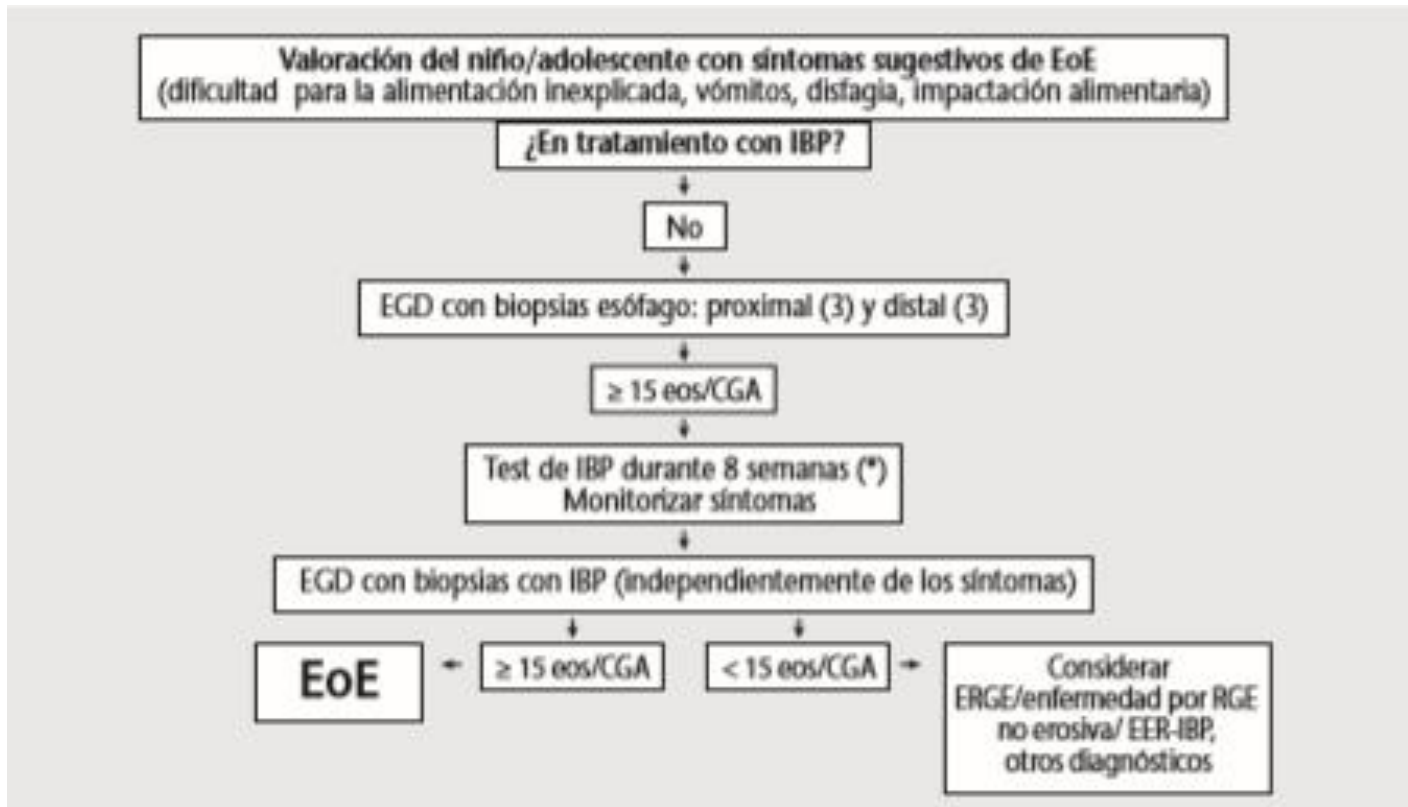 Valoración del niño/adolescente con síntomas sugestivos de EoE
(dificultad para la alimentación inexplicada, vómitos, disfagia, impactación alimentaria)
¿En tratamiento con IBP?
No
EGD con biopsias esófago: proximal (3) y distal (3)
≥ 15 eos/CGA
Test de IBP durante 8 semanas (*)
Monitorizar síntomas
EGD con biopsias con IBP (independientemente de los síntomas)
EoE
≥ 15 eos/CGA
< 15 eos/CGA
Considerar
ERGE/enfermedad por RGE
no erosiva/ EER-IBP,
otros diagnósticos